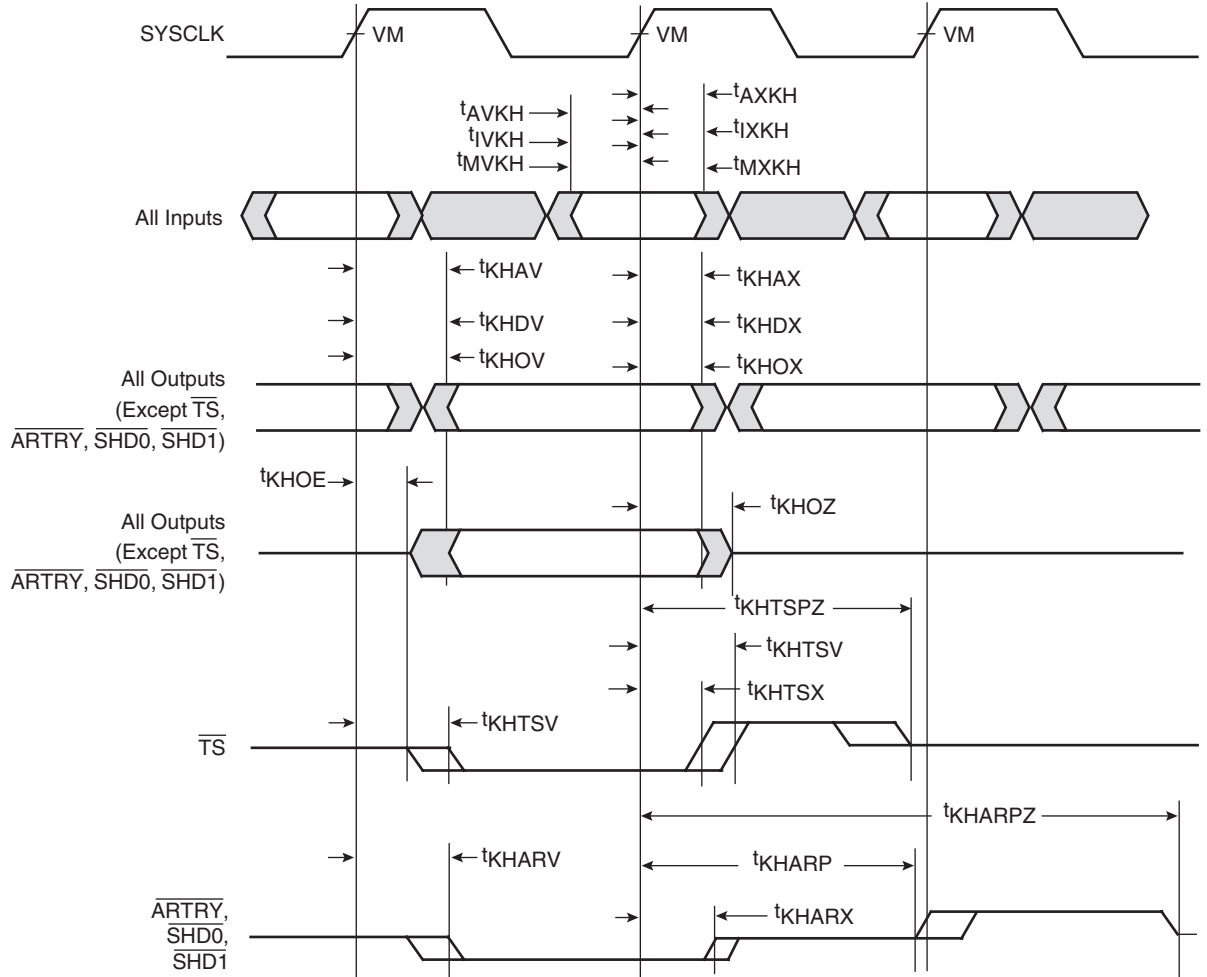 SYSCLK
VM
VM
VM
tAVKH
tAXKH
tIVKH
tIXKH
tMVKH
tMXKH
All Inputs
tKHAV
tKHAX
tKHDV
tKHDX
tKHOV
tKHOX
All Outputs
(Except TS,
ARTRY, SHD0, SHD1)
tKHOE
tKHOZ
All Outputs
(Except TS,
ARTRY, SHD0, SHD1)
tKHTSPZ
tKHTSV
tKHTSX
tKHTSV
TS
tKHARPZ
tKHARV
tKHARP
tKHARX
ARTRY,
SHD0,
SHD1